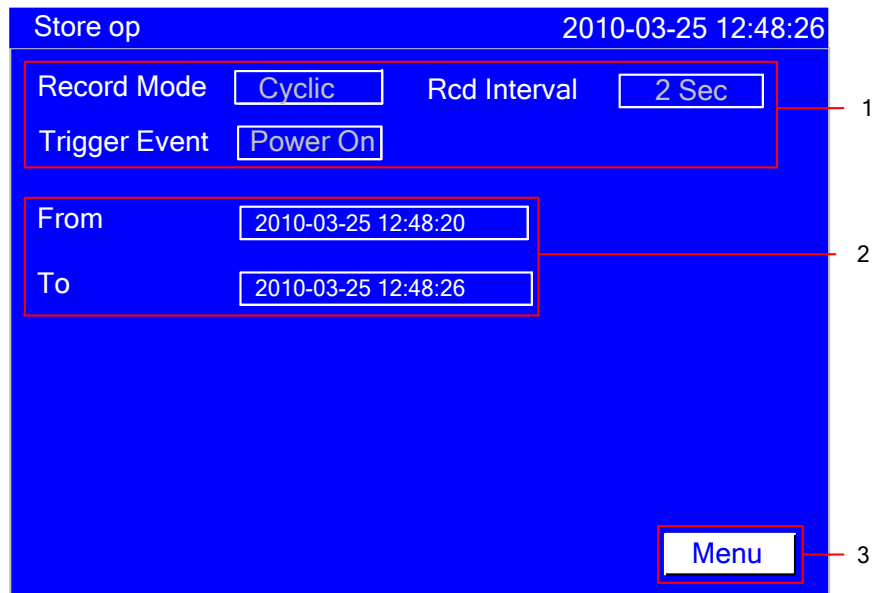 Store op 2010-03-25 12:48:26
Record Mode Cyclic Rcd Interval 2 Sec
1
Trigger Event Power On
From 2010-03-25 12:48:20
2
To 2010-03-25 12:48:26
Menu 3